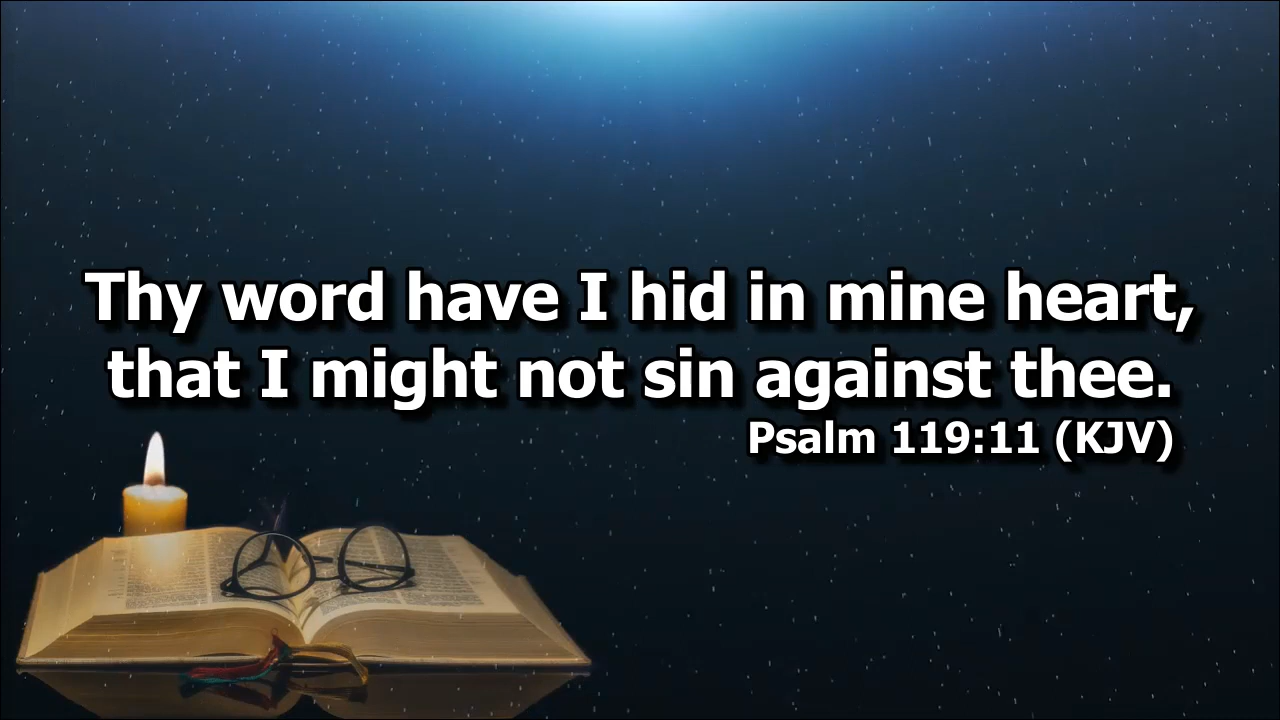 Thy word have I hid in mine heart,
that I might not sin against thee.
Psalm 119:11 (KJV)